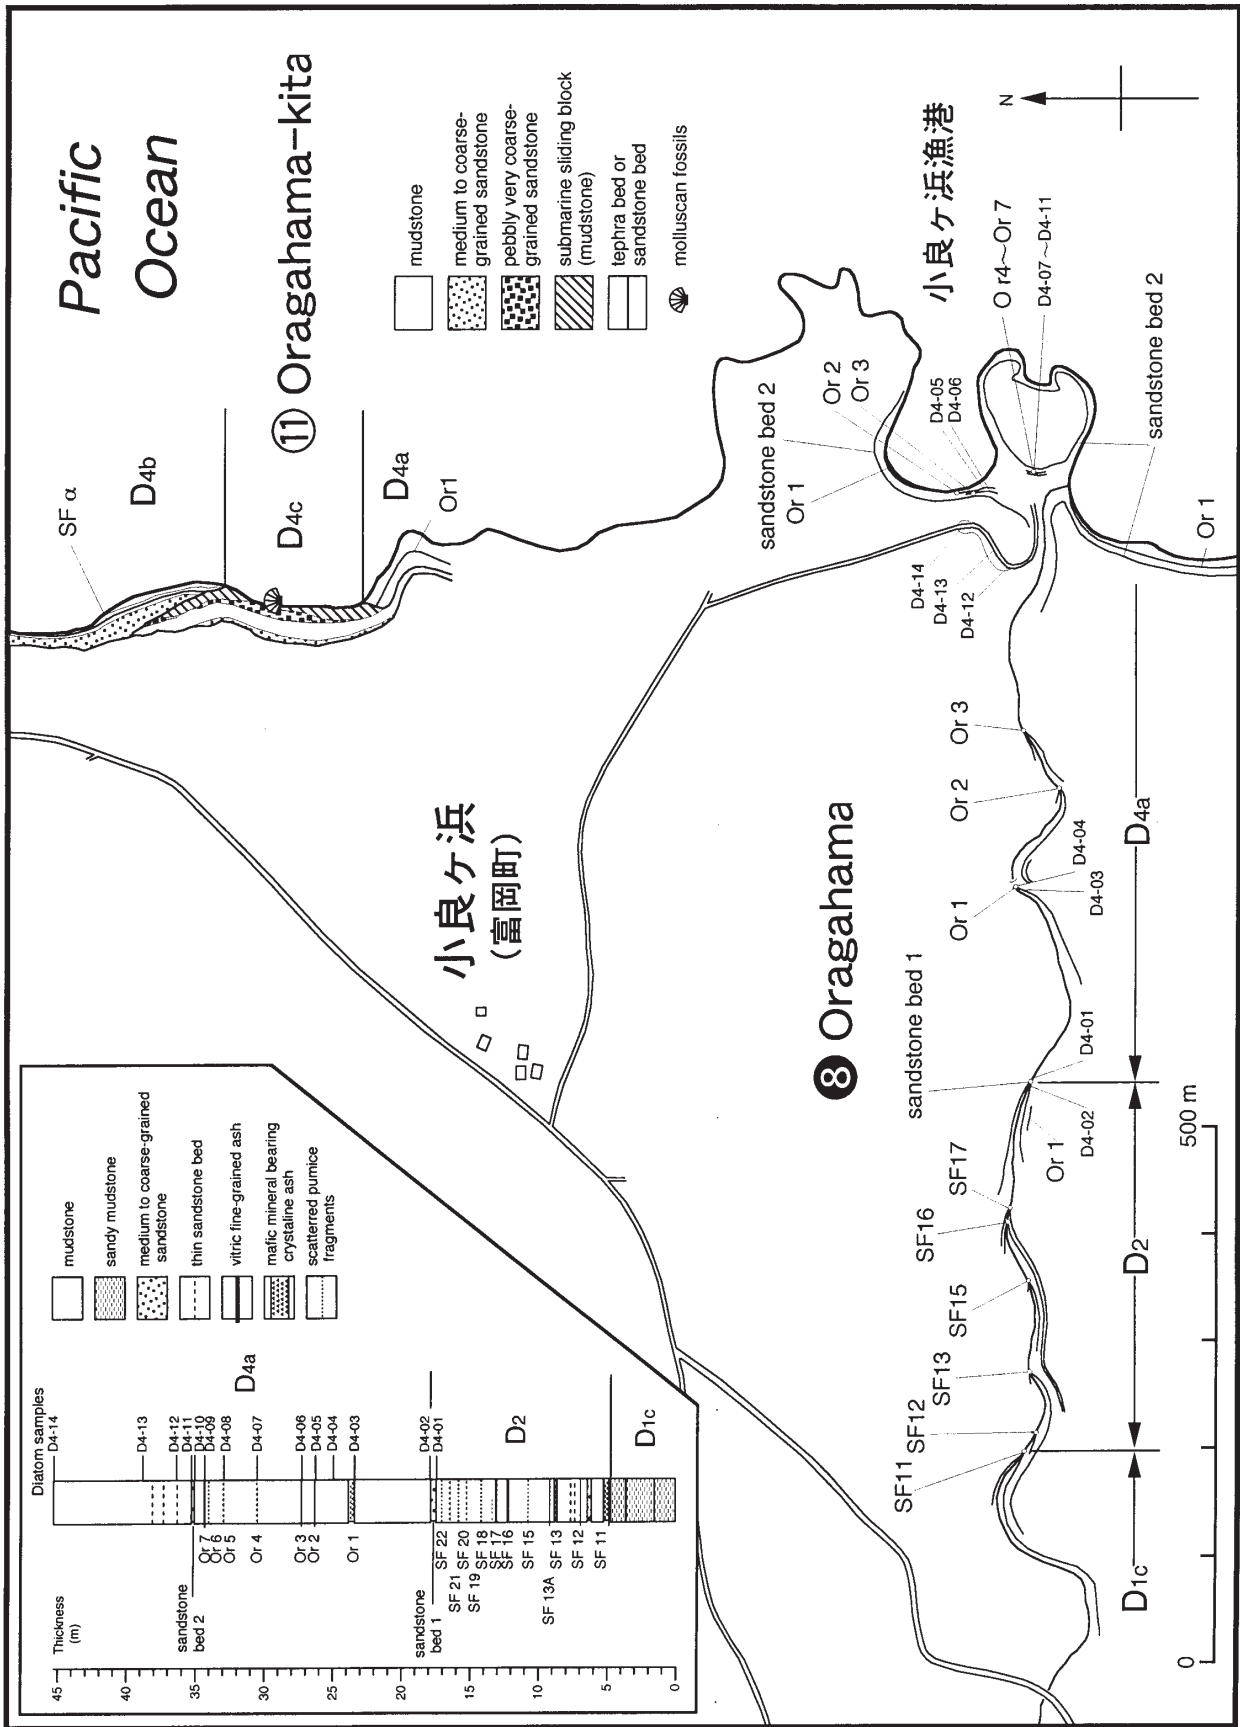 Pacific
Ocean
SF α
D4b
D4c
⑪ Oragahama-kita
D4a
Or1
mudstone
medium to coarse-
grained sandstone
pebbly very coarse-
grained sandstone
submarine sliding block
(mudstone)
tephra bed or
sandstone bed
molluscan fossils
N
小良ヶ浜漁港
Or4～Or 7
D4-07～D4-11
sandstone bed 2
Or 1
Or 2
Or 3
D4-05
D4-06
sandstone bed 2
Or 1
D4-14
D4-13
D4-12
小良ヶ浜
(富岡町)
❽ Oragahama
Or 3
Or 2
D4-04
D4-03
Or 1
sandstone bed 1
D4-01
D4-02
Or 1
SF17
SF16
SF15
SF13
SF12
SF11
D4a
D2
D1c
0
500 m
Thickness
(m)
45
40
35
30
25
20
15
10
5
0
sandstone
bed 2
sandstone
bed 1
Or 7
Or 6
Or 5
Or 4
Or 3
Or 2
Or 1
SF 22
SF 21
SF 20
SF 19
SF 18
SF 17
SF 16
SF 15
SF 13A
SF 13
SF 12
SF 11
Diatom samples
D4-14
D4-13
D4-12
D4-11
D4-10
D4-09
D4-08
D4-07
D4-06
D4-05
D4-04
D4-03
D4-02
D4-01
D4a
D2
D1c
mudstone
sandy mudstone
medium to coarse-grained
sandstone
thin sandstone bed
vitric fine-grained ash
mafic mineral bearing
crystaline ash
scatterred pumice
fragments